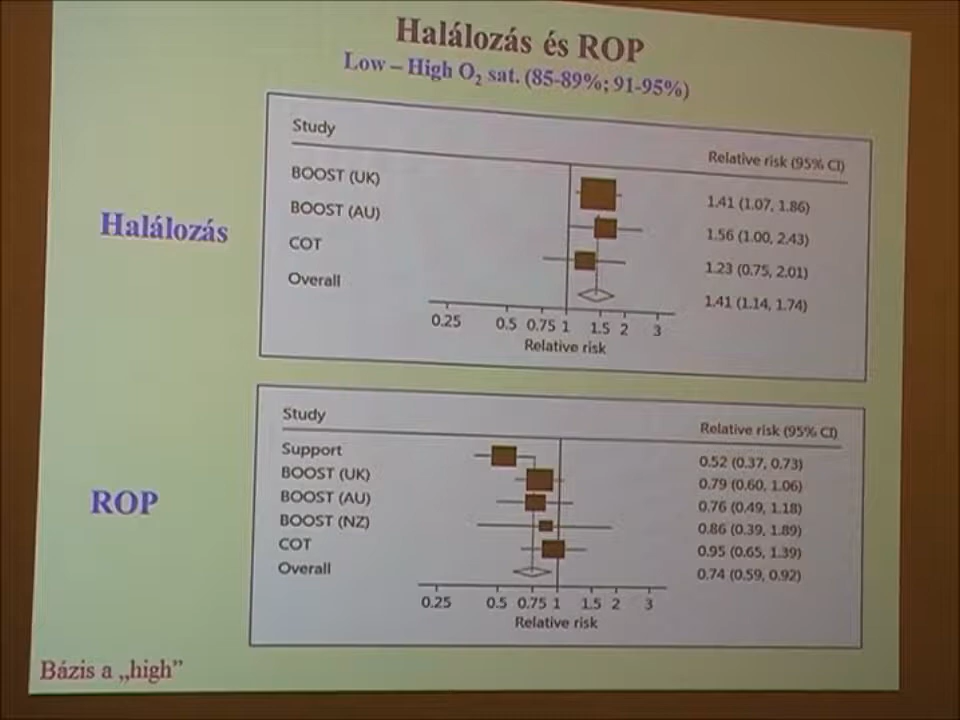 Halálozás és ROP
Low – High O₂ sat. (85-89%; 91-95%)
Halálozás
Study Relative risk (95% CI)
BOOST (UK) 1.41 (1.07, 1.86)
BOOST (AU) 1.56 (1.00, 2.43)
COT 1.23 (0.75, 2.01)
Overall 1.41 (1.14, 1.74)
0.25 0.5 0.75 1 1.5 2 3
Relative risk
ROP
Study Relative risk (95% CI)
Support 0.52 (0.37, 0.73)
BOOST (UK) 0.79 (0.60, 1.06)
BOOST (AU) 0.76 (0.49, 1.18)
BOOST (NZ) 0.86 (0.39, 1.89)
COT 0.95 (0.65, 1.39)
Overall 0.74 (0.59, 0.92)
0.25 0.5 0.75 1 1.5 2 3
Relative risk
Bázis a „high”